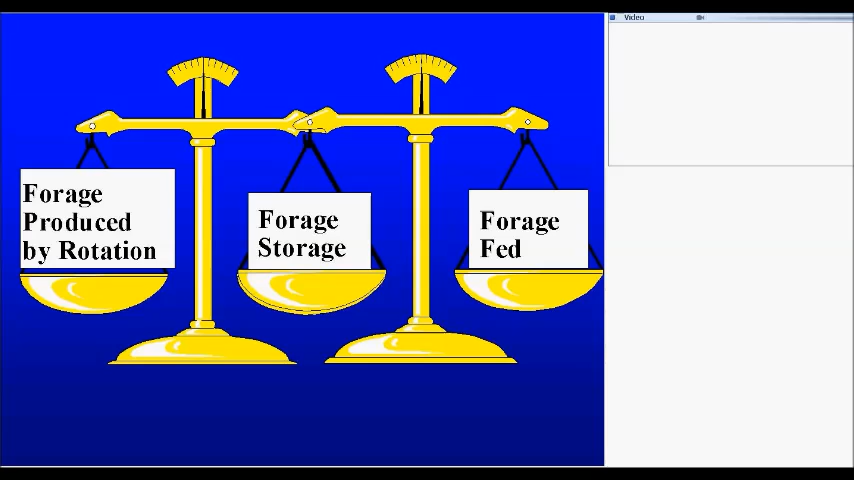 Video
Forage
Produced
by Rotation
Forage
Storage
Forage
Fed